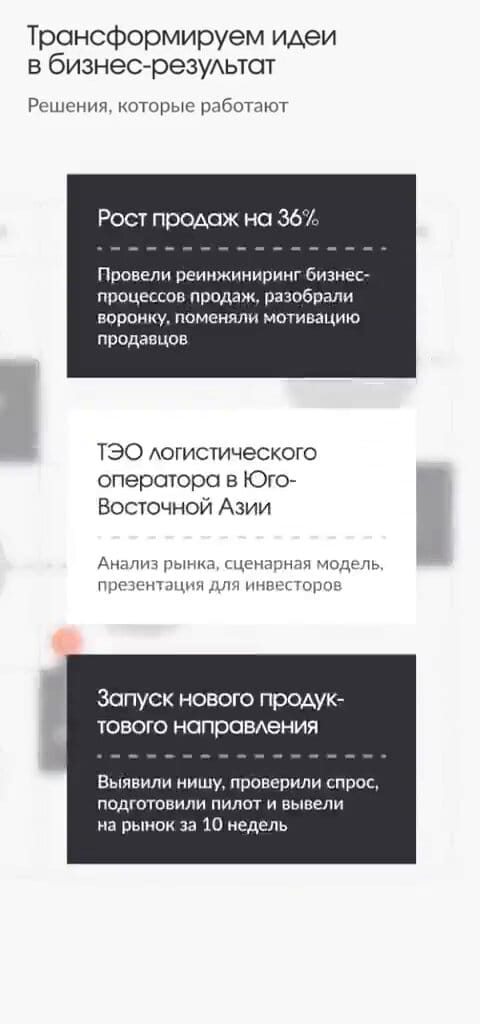 Трансформируем идеи
в бизнес-результат
Решения, которые работают
Рост продаж на 36%
Провели реинжиниринг бизнес-
процессов продаж, разобрали
воронку, поменяли мотивацию
продавцов
ТЭО логистического
оператора в Юго-
Восточной Азии
Анализ рынка, сценарная модель,
презентация для инвесторов
Запуск нового продук-
тового направления
Выявили нишу, проверили спрос,
подготовили пилот и вывели
на рынок за 10 недель